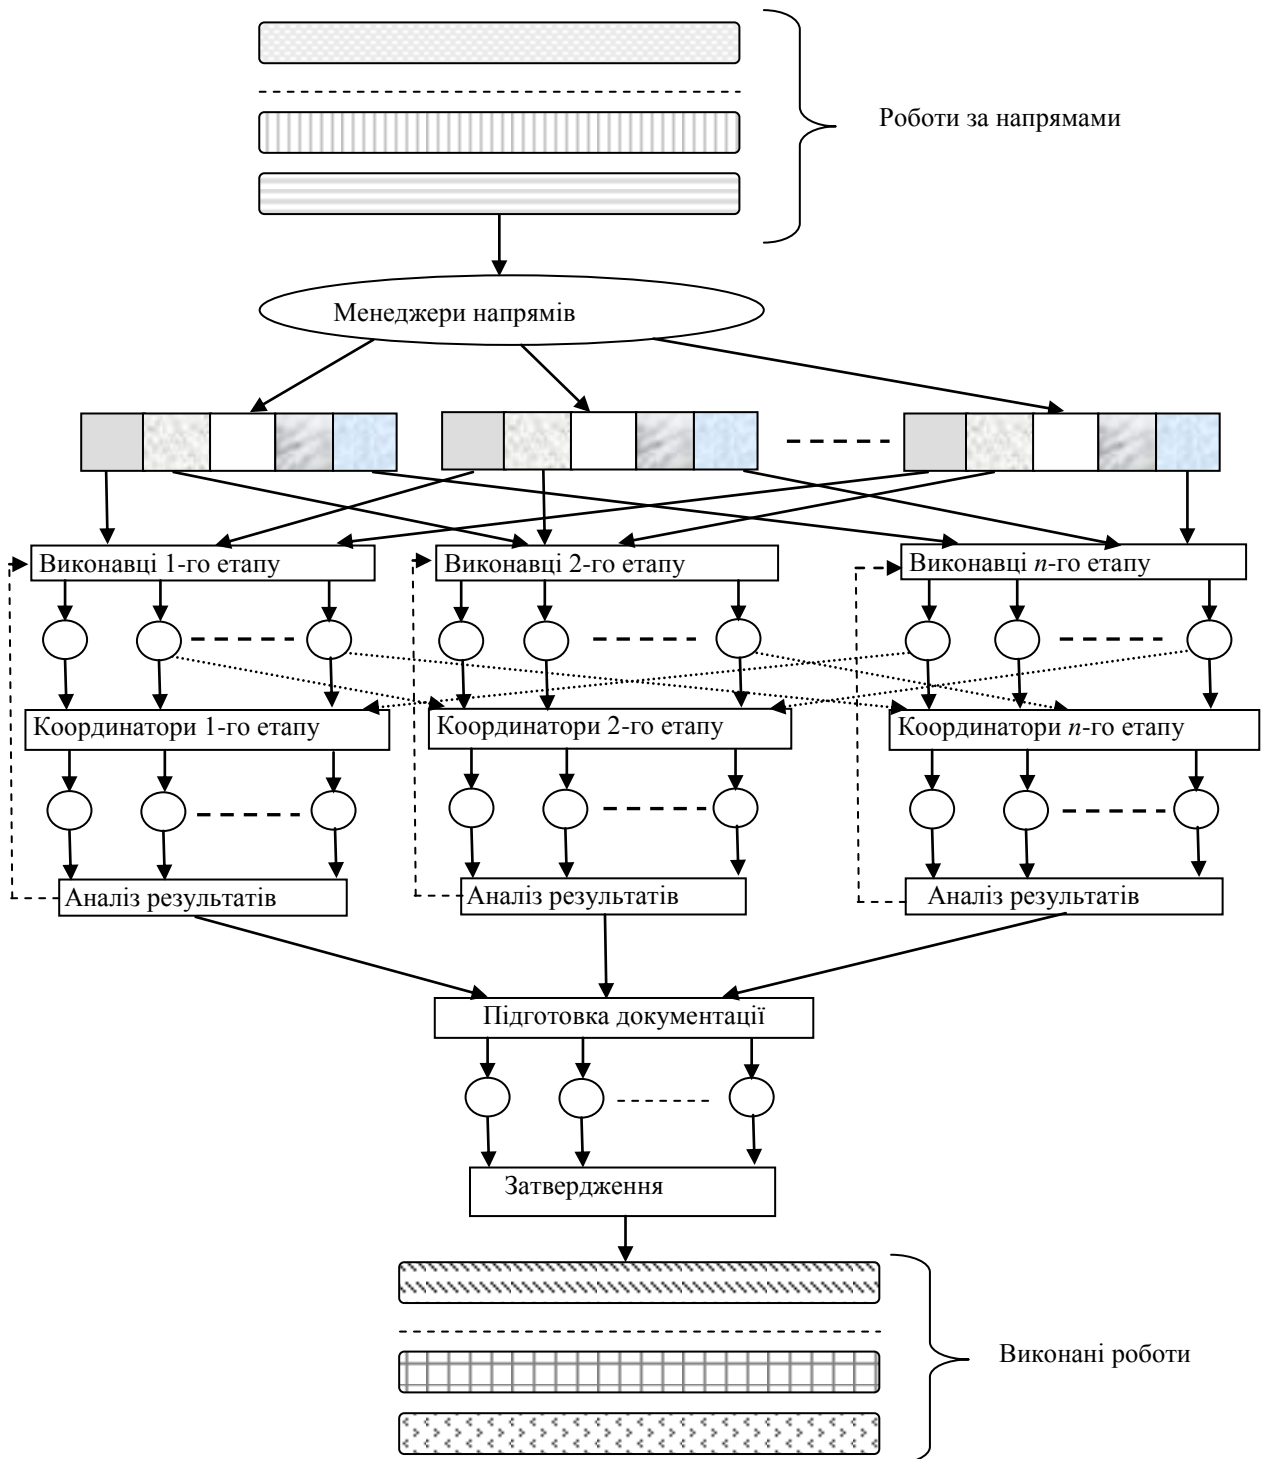 Роботи за напрямами
Менеджери напрямів
Виконавці 1-го етапу
Виконавці 2-го етапу
Виконавці n-го етапу
Координатори 1-го етапу
Координатори 2-го етапу
Координатори n-го етапу
Аналіз результатів
Аналіз результатів
Аналіз результатів
Підготовка документації
Затвердження
Виконані роботи